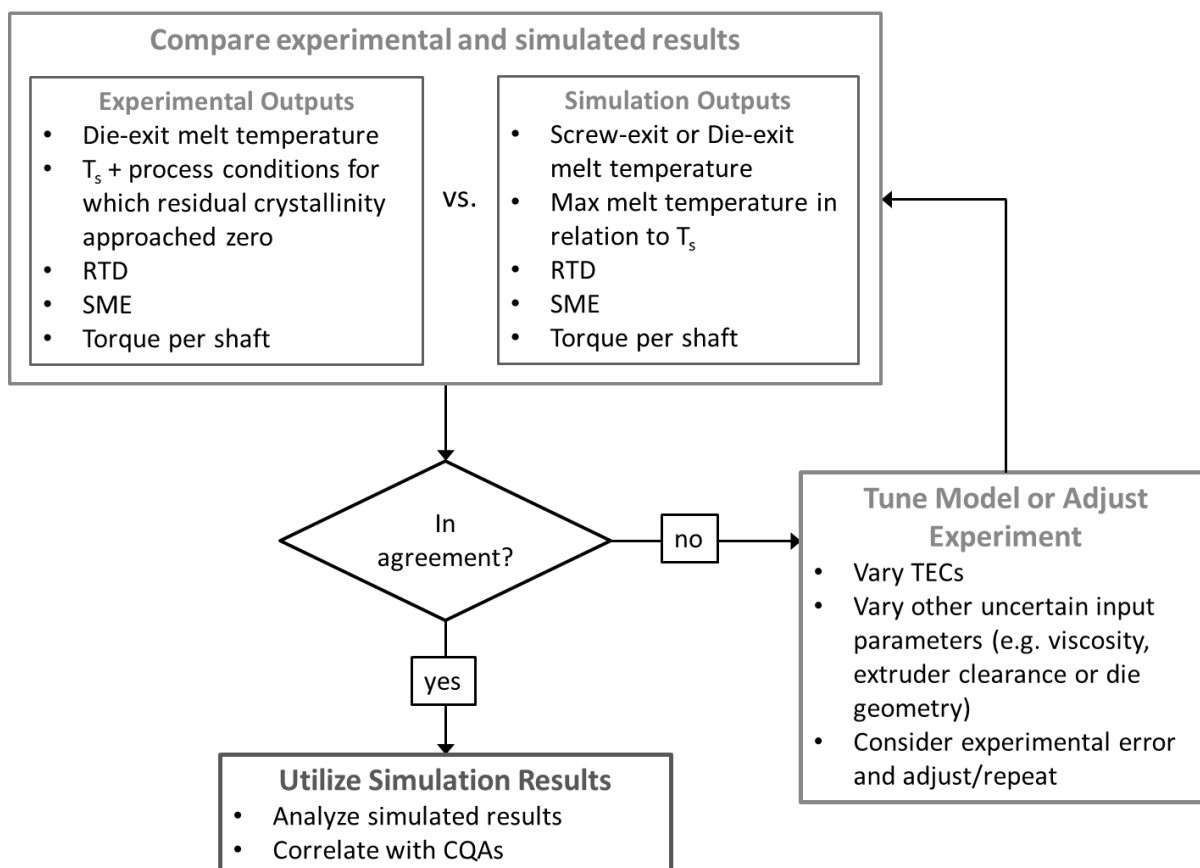 Compare experimental and simulated results
Experimental Outputs
• Die-exit melt temperature
• Ts + process conditions for
which residual crystallinity
approached zero
• RTD
• SME
• Torque per shaft
vs.
Simulation Outputs
• Screw-exit or Die-exit
melt temperature
• Max melt temperature in
relation to Ts
• RTD
• SME
• Torque per shaft
In
agreement?
no
yes
Tune Model or Adjust
Experiment
• Vary TECs
• Vary other uncertain input
parameters (e.g. viscosity,
extruder clearance or die
geometry)
• Consider experimental error
and adjust/repeat
Utilize Simulation Results
• Analyze simulated results
• Correlate with CQAs